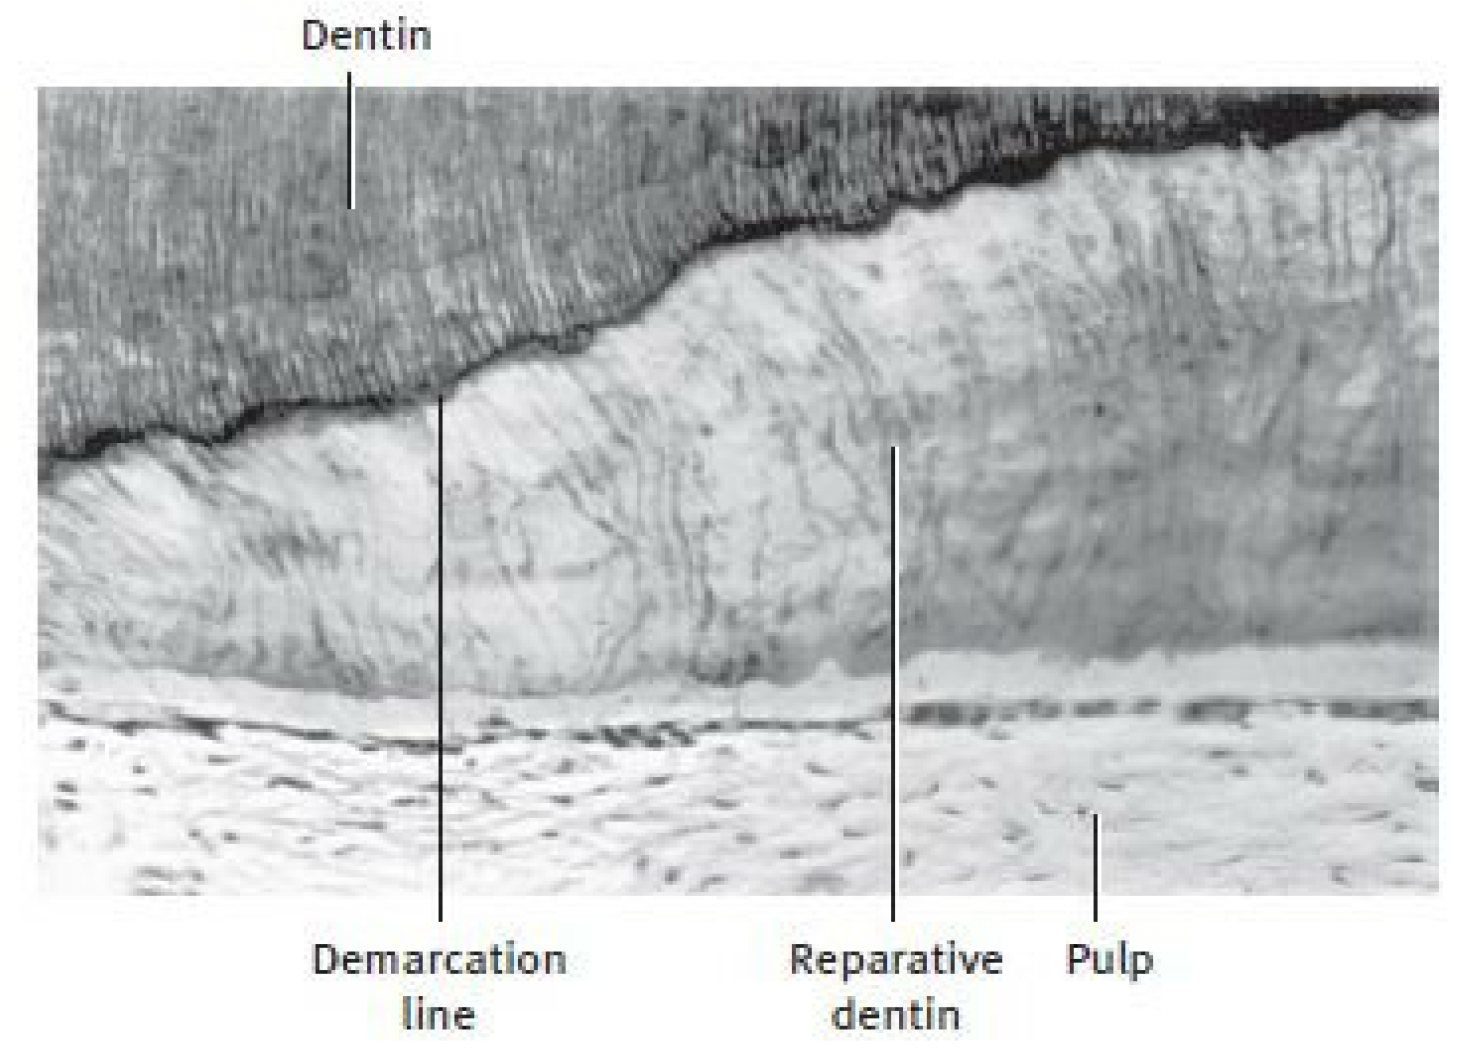 Dentin
Demarcation
line
Reparative
dentin
Pulp